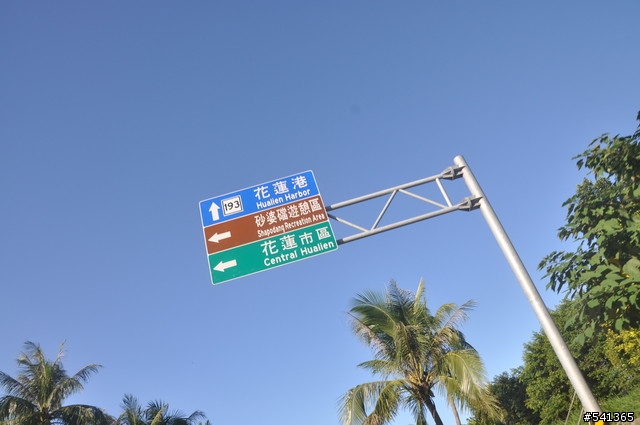 花蓮港
193 Hualien Harbor
砂婆礑遊憩區
Shapodang Recreation Area
花蓮市區
Central Hualien
#541365